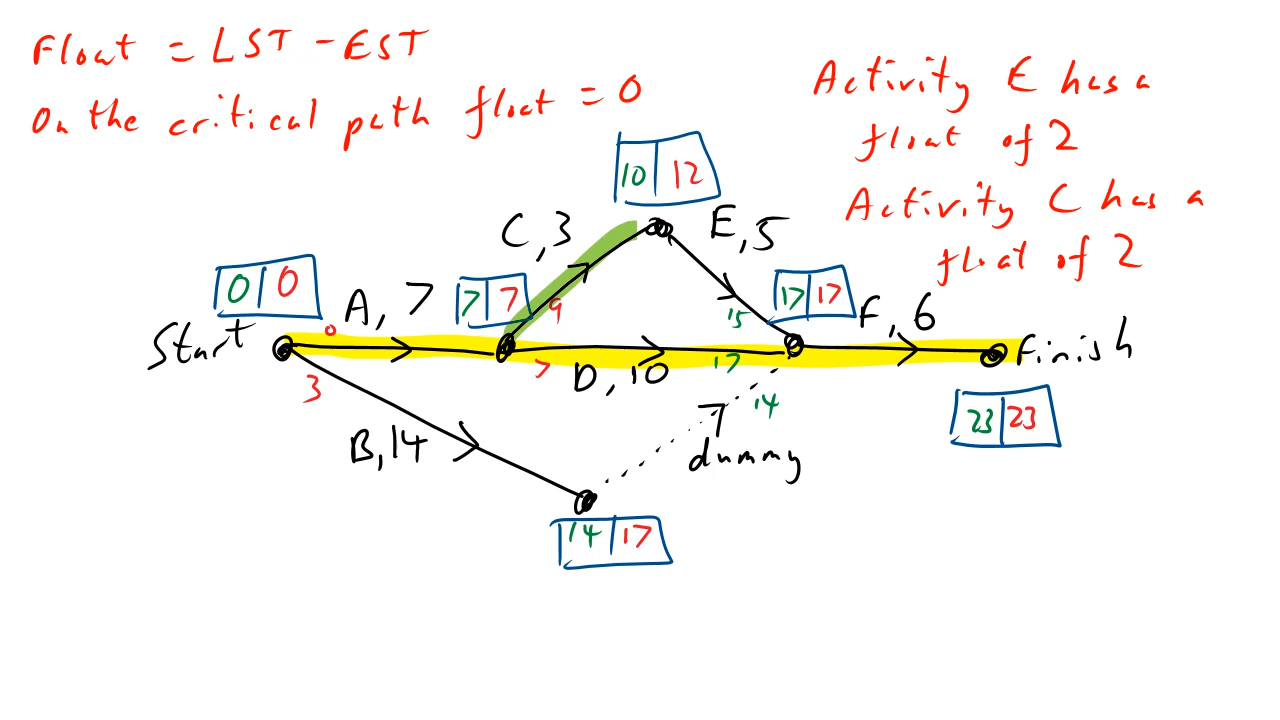 Float = LST - EST
On the critical path float = 0
Activity E has a
float of 2
Activity C has a
float of 2
10 12
C, 3
E, 5
0 0
A, 7
7 7
9
15
17 17
F, 6
Start
0
3
7
D, 10
17
14
Finish
23 23
B, 14
dummy
14 17